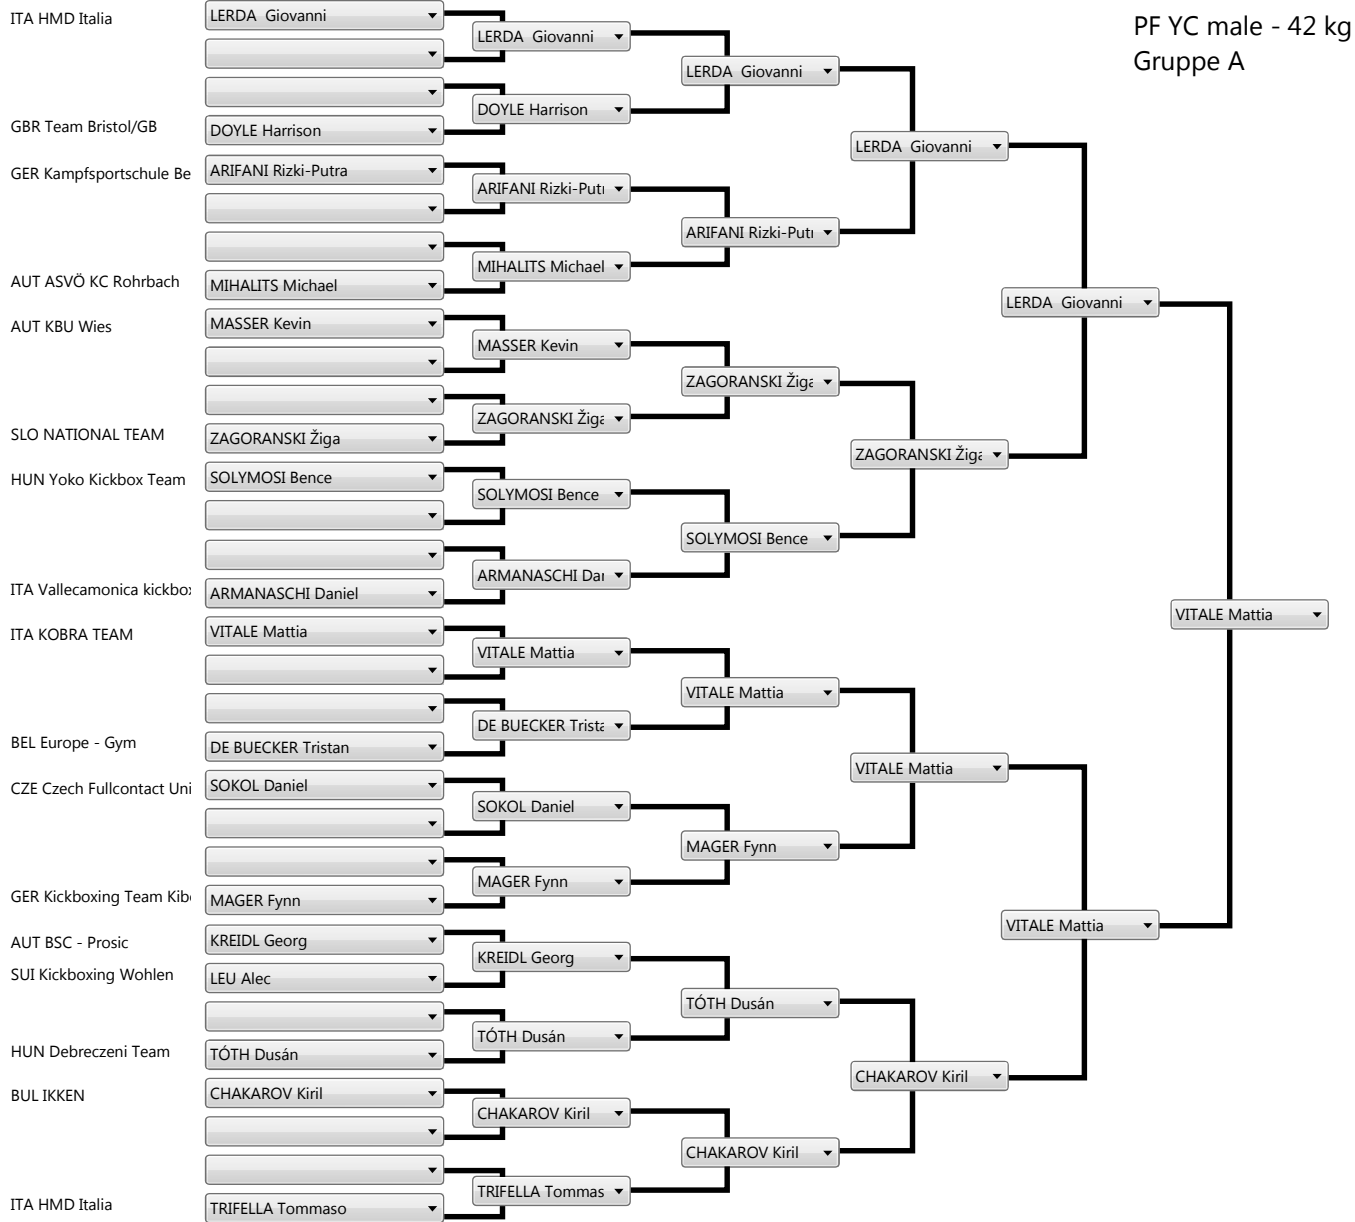 PF YC male - 42 kg
Gruppe A
ITA HMD Italia
LERDA Giovanni
LERDA Giovanni
LERDA Giovanni
DOYLE Harrison
GBR Team Bristol/GB
DOYLE Harrison
LERDA Giovanni
GER Kampfsportschule Be
ARIFANI Rizki-Putra
ARIFANI Rizki-Putr
ARIFANI Rizki-Putr
MIHALITS Michael
AUT ASVÖ KC Rohrbach
MIHALITS Michael
LERDA Giovanni
AUT KBU Wies
MASSER Kevin
MASSER Kevin
ZAGORANSKI Žiga
ZAGORANSKI Žiga
SLO NATIONAL TEAM
ZAGORANSKI Žiga
ZAGORANSKI Žiga
HUN Yoko Kickbox Team
SOLYMOSI Bence
SOLYMOSI Bence
SOLYMOSI Bence
ARMANASCHI Dar
ITA Vallecamonica kickbox
ARMANASCHI Daniel
VITALE Mattia
ITA KOBRA TEAM
VITALE Mattia
VITALE Mattia
VITALE Mattia
DE BUECKER Trista
BEL Europe - Gym
DE BUECKER Tristan
VITALE Mattia
CZE Czech Fullcontact Uni
SOKOL Daniel
SOKOL Daniel
MAGER Fynn
MAGER Fynn
GER Kickboxing Team Kib
MAGER Fynn
VITALE Mattia
AUT BSC - Prosic
KREIDL Georg
KREIDL Georg
SUI Kickboxing Wohlen
LEU Alec
TÓTH Dusán
TÓTH Dusán
HUN Debreczeni Team
TÓTH Dusán
CHAKAROV Kiril
BUL IKKEN
CHAKAROV Kiril
CHAKAROV Kiril
CHAKAROV Kiril
TRIFELLA Tommas
ITA HMD Italia
TRIFELLA Tommaso